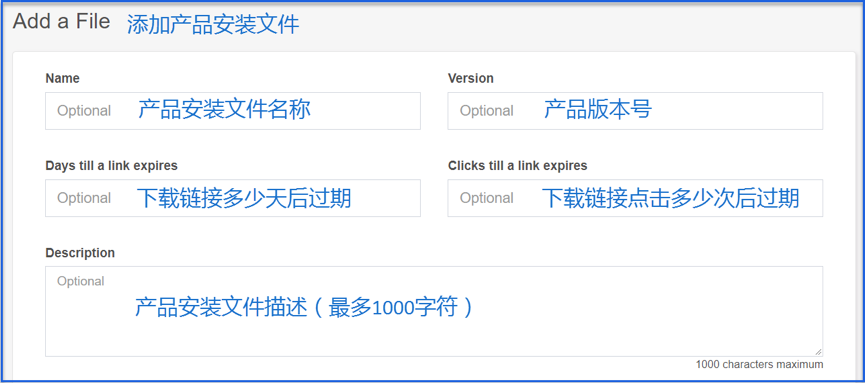 Add a File 添加产品安装文件
Name Version
Optional 产品安装文件名称 Optional 产品版本号
Days till a link expires Clicks till a link expires
Optional 下载链接多少天后过期 Optional 下载链接点击多少次后过期
Description
Optional
产品安装文件描述（最多1000字符）
1000 characters maximum